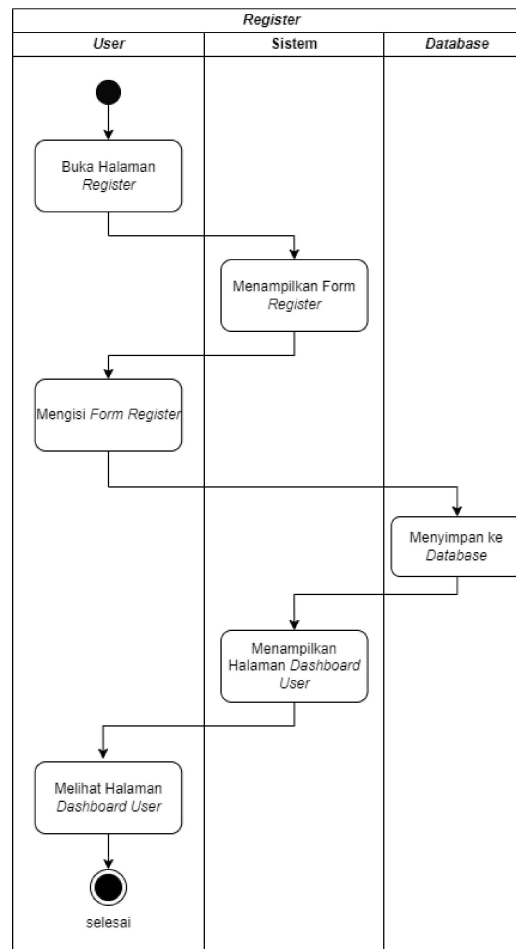 Register
User
Sistem
Database
Buka Halaman
Register
Menampilkan Form
Register
Mengisi Form Register
Menyimpan ke
Database
Menampilkan
Halaman Dashboard
User
Melihat Halaman
Dashboard User
selesai